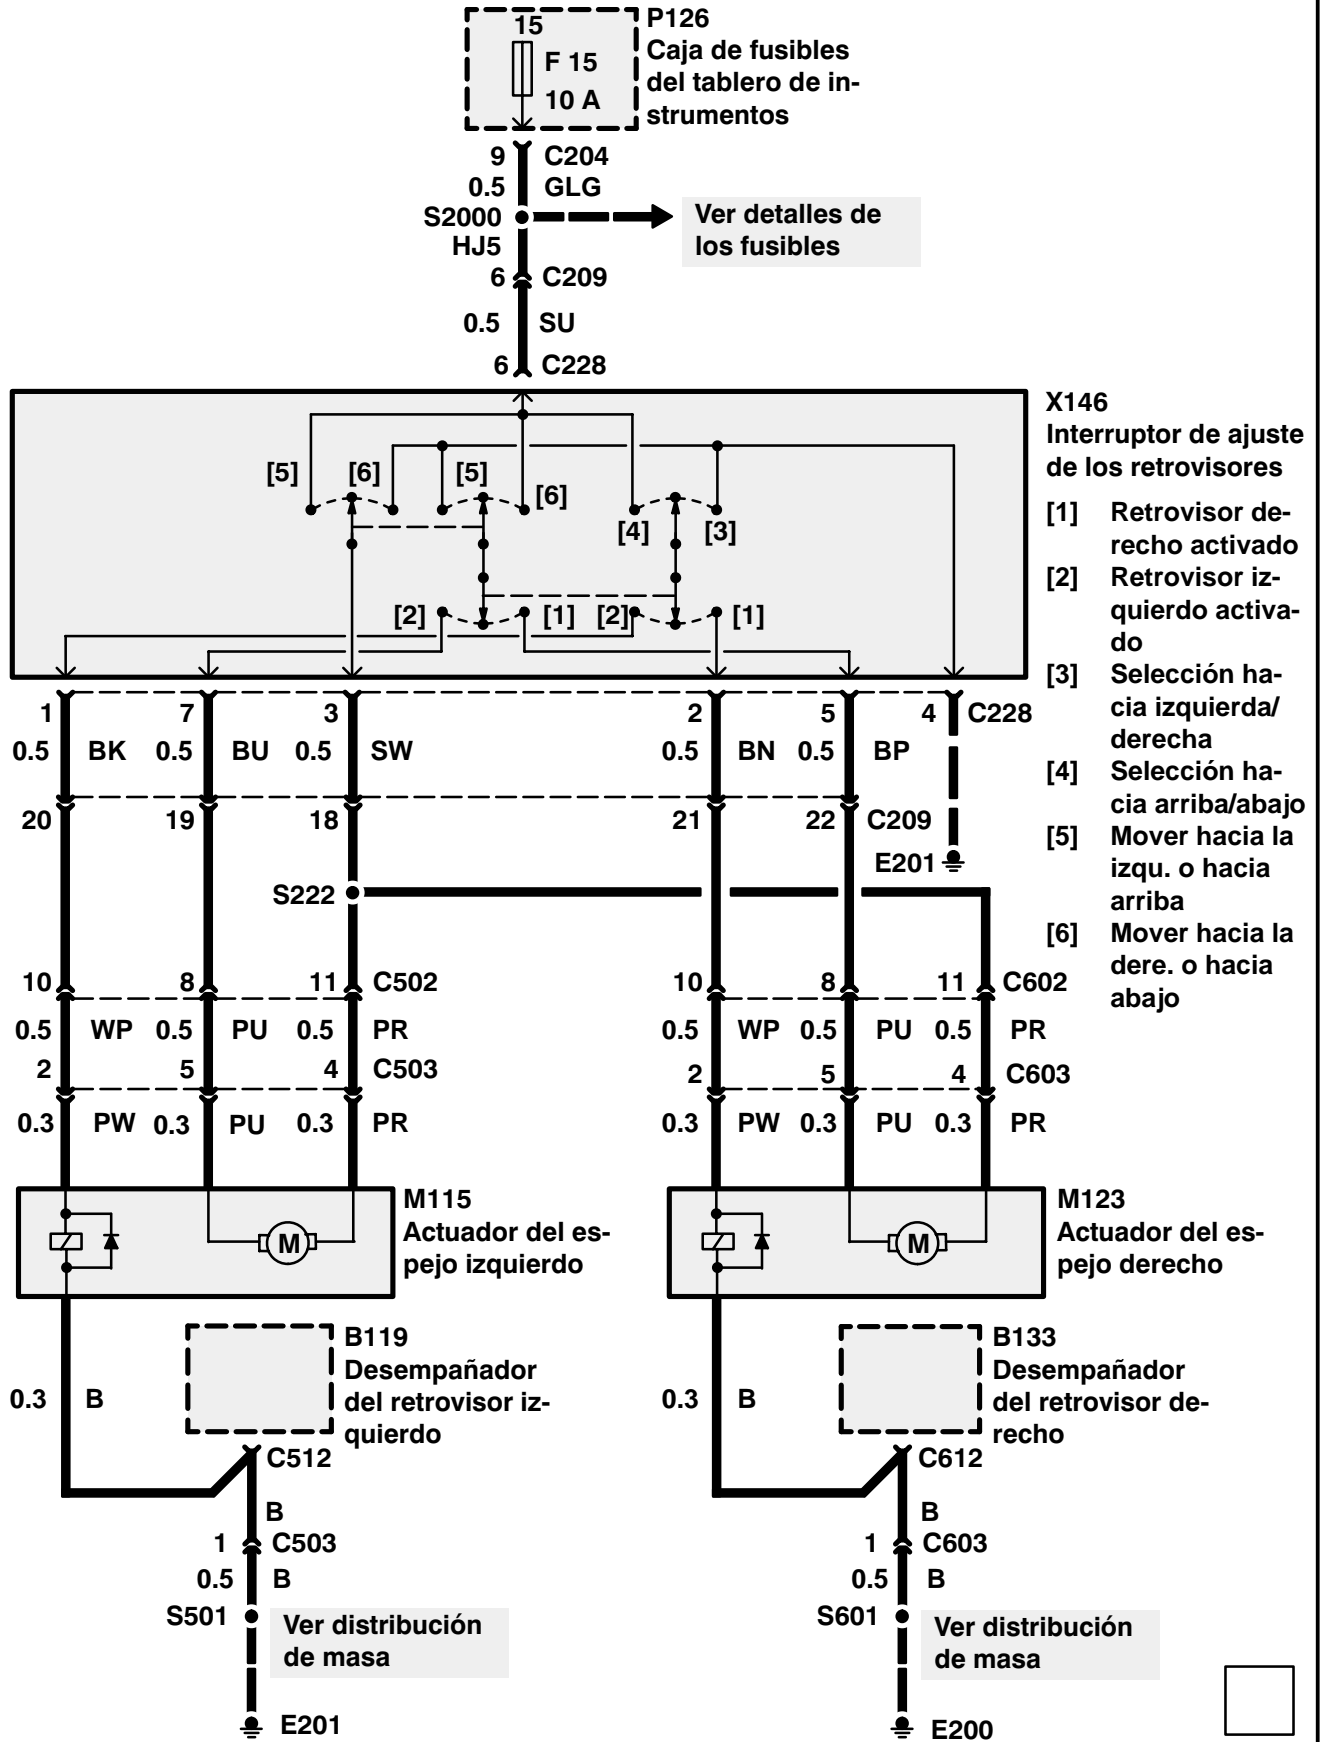 15
F 15
10 A
P126
Caja de fusibles
del tablero de in-
strumentos
9 C204
0.5 GLG
S2000
HJ5
Ver detalles de
los fusibles
6 C209
0.5 SU
6 C228
X146
Interruptor de ajuste
de los retrovisores
[5] [6] [5] [6] [4] [3]
[2] [1] [2] [1]
[1] Retrovisor de-
recho activado
[2] Retrovisor iz-
quierdo activa-
do
[3] Selección ha-
cia izquierda/
derecha
[4] Selección ha-
cia arriba/abajo
[5] Mover hacia la
izqu. o hacia
arriba
[6] Mover hacia la
dere. o hacia
abajo
1 7 3 2 5 4 C228
0.5 BK 0.5 BU 0.5 SW 0.5 BN 0.5 BP
20 19 18 21 22 C209
E201
S222
10 8 11 C502 10 8 11 C602
0.5 WP 0.5 PU 0.5 PR 0.5 WP 0.5 PU 0.5 PR
2 5 4 C503 2 5 4 C603
0.3 PW 0.3 PU 0.3 PR 0.3 PW 0.3 PU 0.3 PR
M
M115
Actuador del es-
pejo izquierdo
M
M123
Actuador del es-
pejo derecho
0.3 B
B119
Desempañador
del retrovisor iz-
quierdo
0.3 B
B133
Desempañador
del retrovisor de-
recho
C512
B
1 C503
0.5 B
S501
Ver distribución
de masa
E201
C612
B
1 C603
0.5 B
S601
Ver distribución
de masa
E200